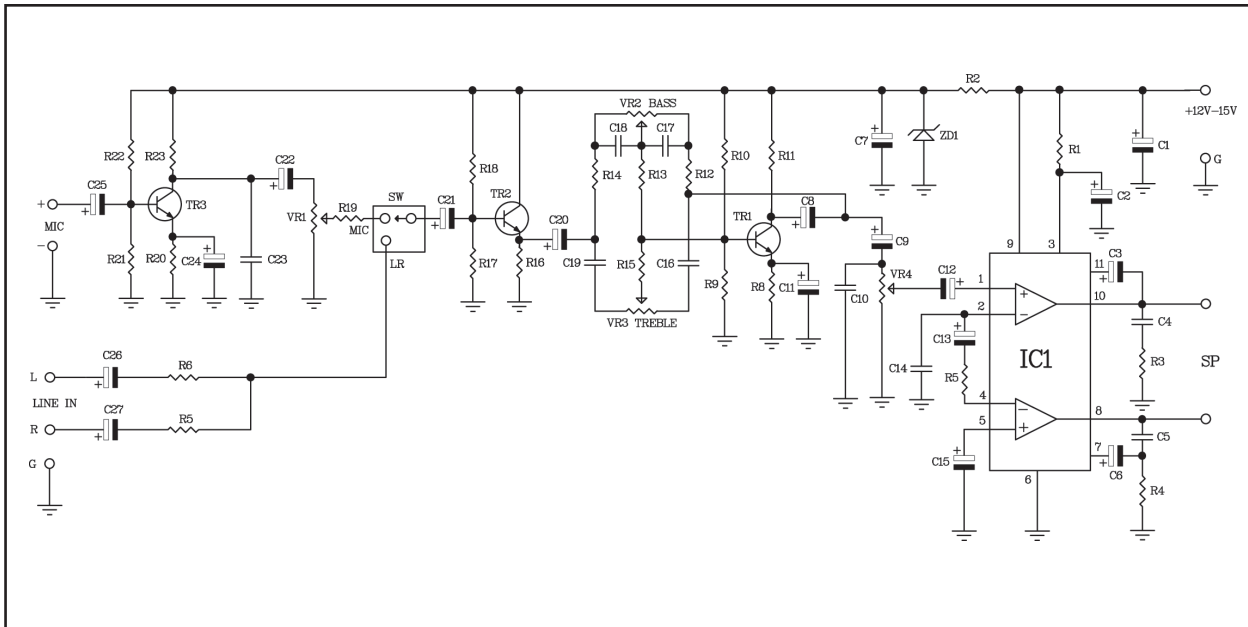 R2
VR2 BASS
+12V-15V
C18
C17
C7
ZD1
R1
C1
R22
R23
C22
R18
R14
R13
R12
R10
R11
G
C25
C2
+
MIC
-
TR3
VR1
R19
SW
MIC
C21
TR2
C20
TR1
C8
C9
R21
R20
C24
C23
LR
R17
R16
C19
R15
C16
R9
R8
C11
C10
VR4
C12
9
3
11
C3
1
10
2
VR3 TREBLE
C4
C13
C14
R5
IC1
R3
SP
C26
R6
L
LINE IN
C27
R
R5
4
8
5
C5
C15
7
C6
G
6
R4